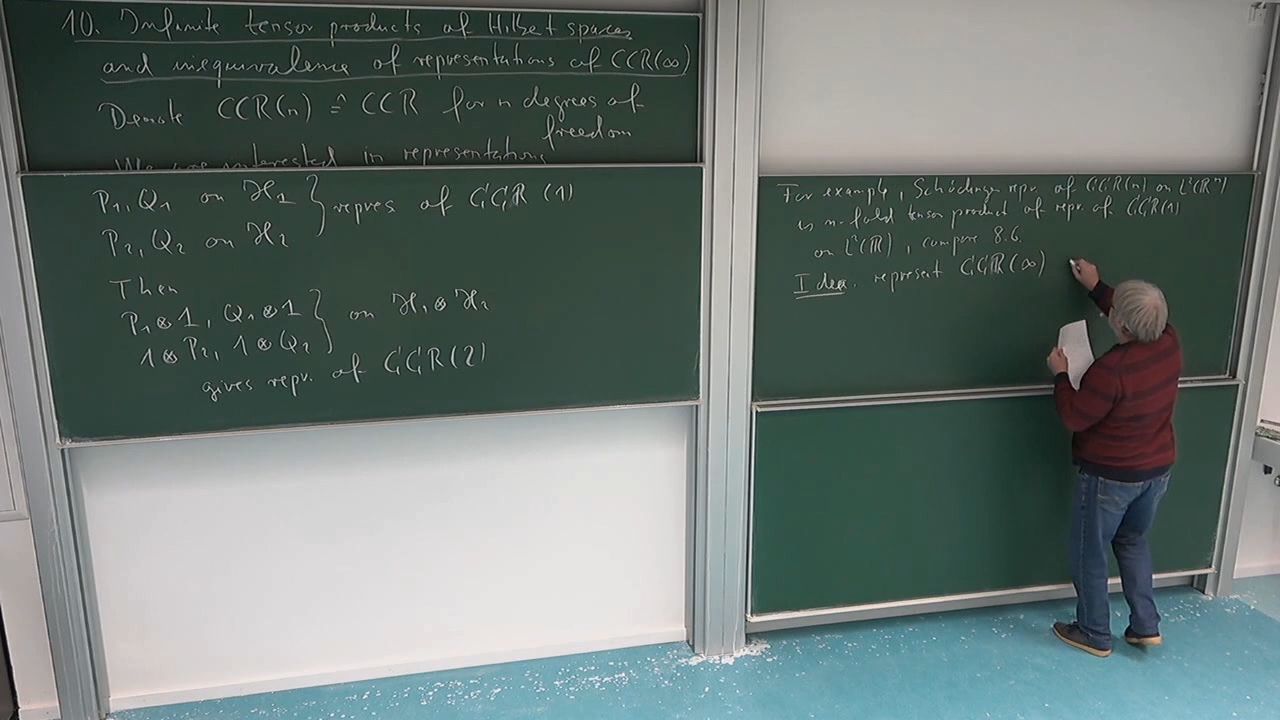 10. Infinite tensor products of Hilbert spaces
and inequivalence of representations of CCR(∞)
Denote CCR(n) ≙ CCR for n degrees of
freedom
We are interested in representations
P₁,Q₁ on ℋ₁ } repres of CCR(1)
P₂,Q₂ on ℋ₂
Then
P₁⊗1, Q₁⊗1 } on ℋ₁⊗ℋ₂
1⊗P₂, 1⊗Q₂
gives repr. of CCR(2)
For example, Schödinger repr. of CCR(n) on L²(ℝⁿ)
is n-fold tensor product of repr. of CCR(1)
on L²(ℝ), compare 8.6.
Idea. represent CCR(∞)